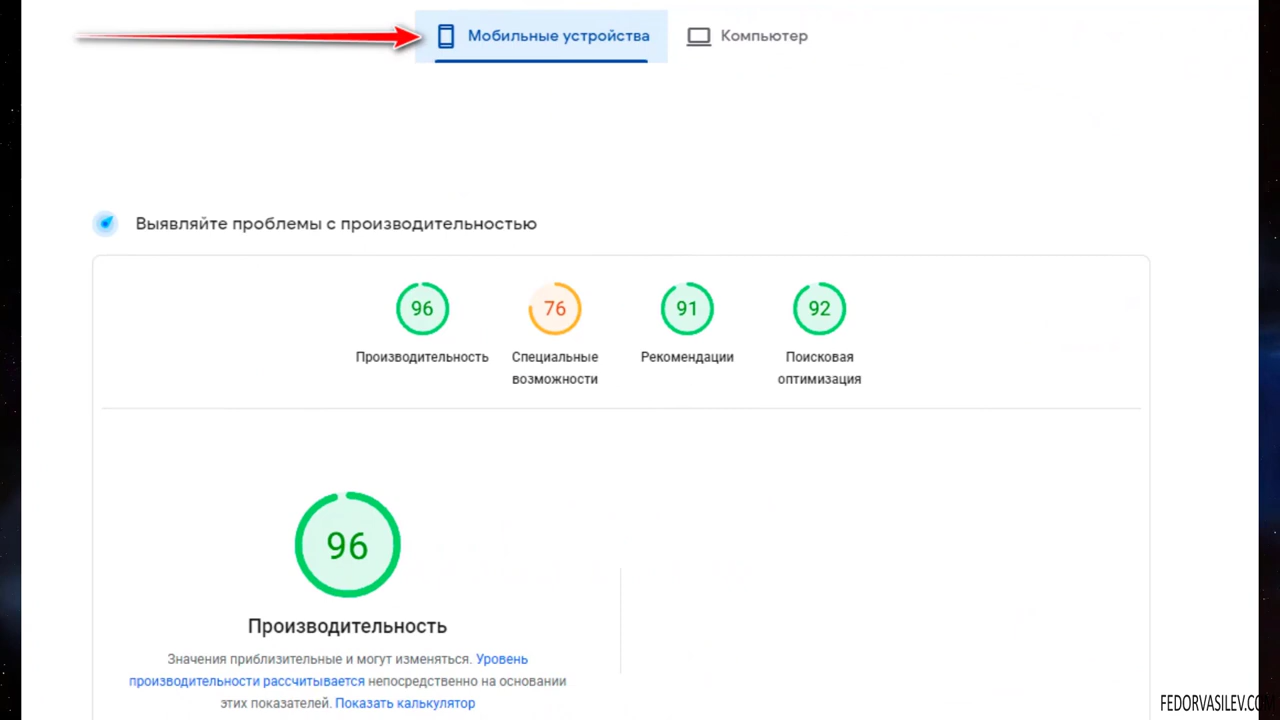 Мобильные устройства
Компьютер
Выявляйте проблемы с производительностью
96
76
91
92
Производительность
Специальные
возможности
Рекомендации
Поисковая
оптимизация
96
Производительность
Значения приблизительные и могут изменяться. Уровень
производительности рассчитывается непосредственно на основании
этих показателей. Показать калькулятор
FEDORVASILEV.CO